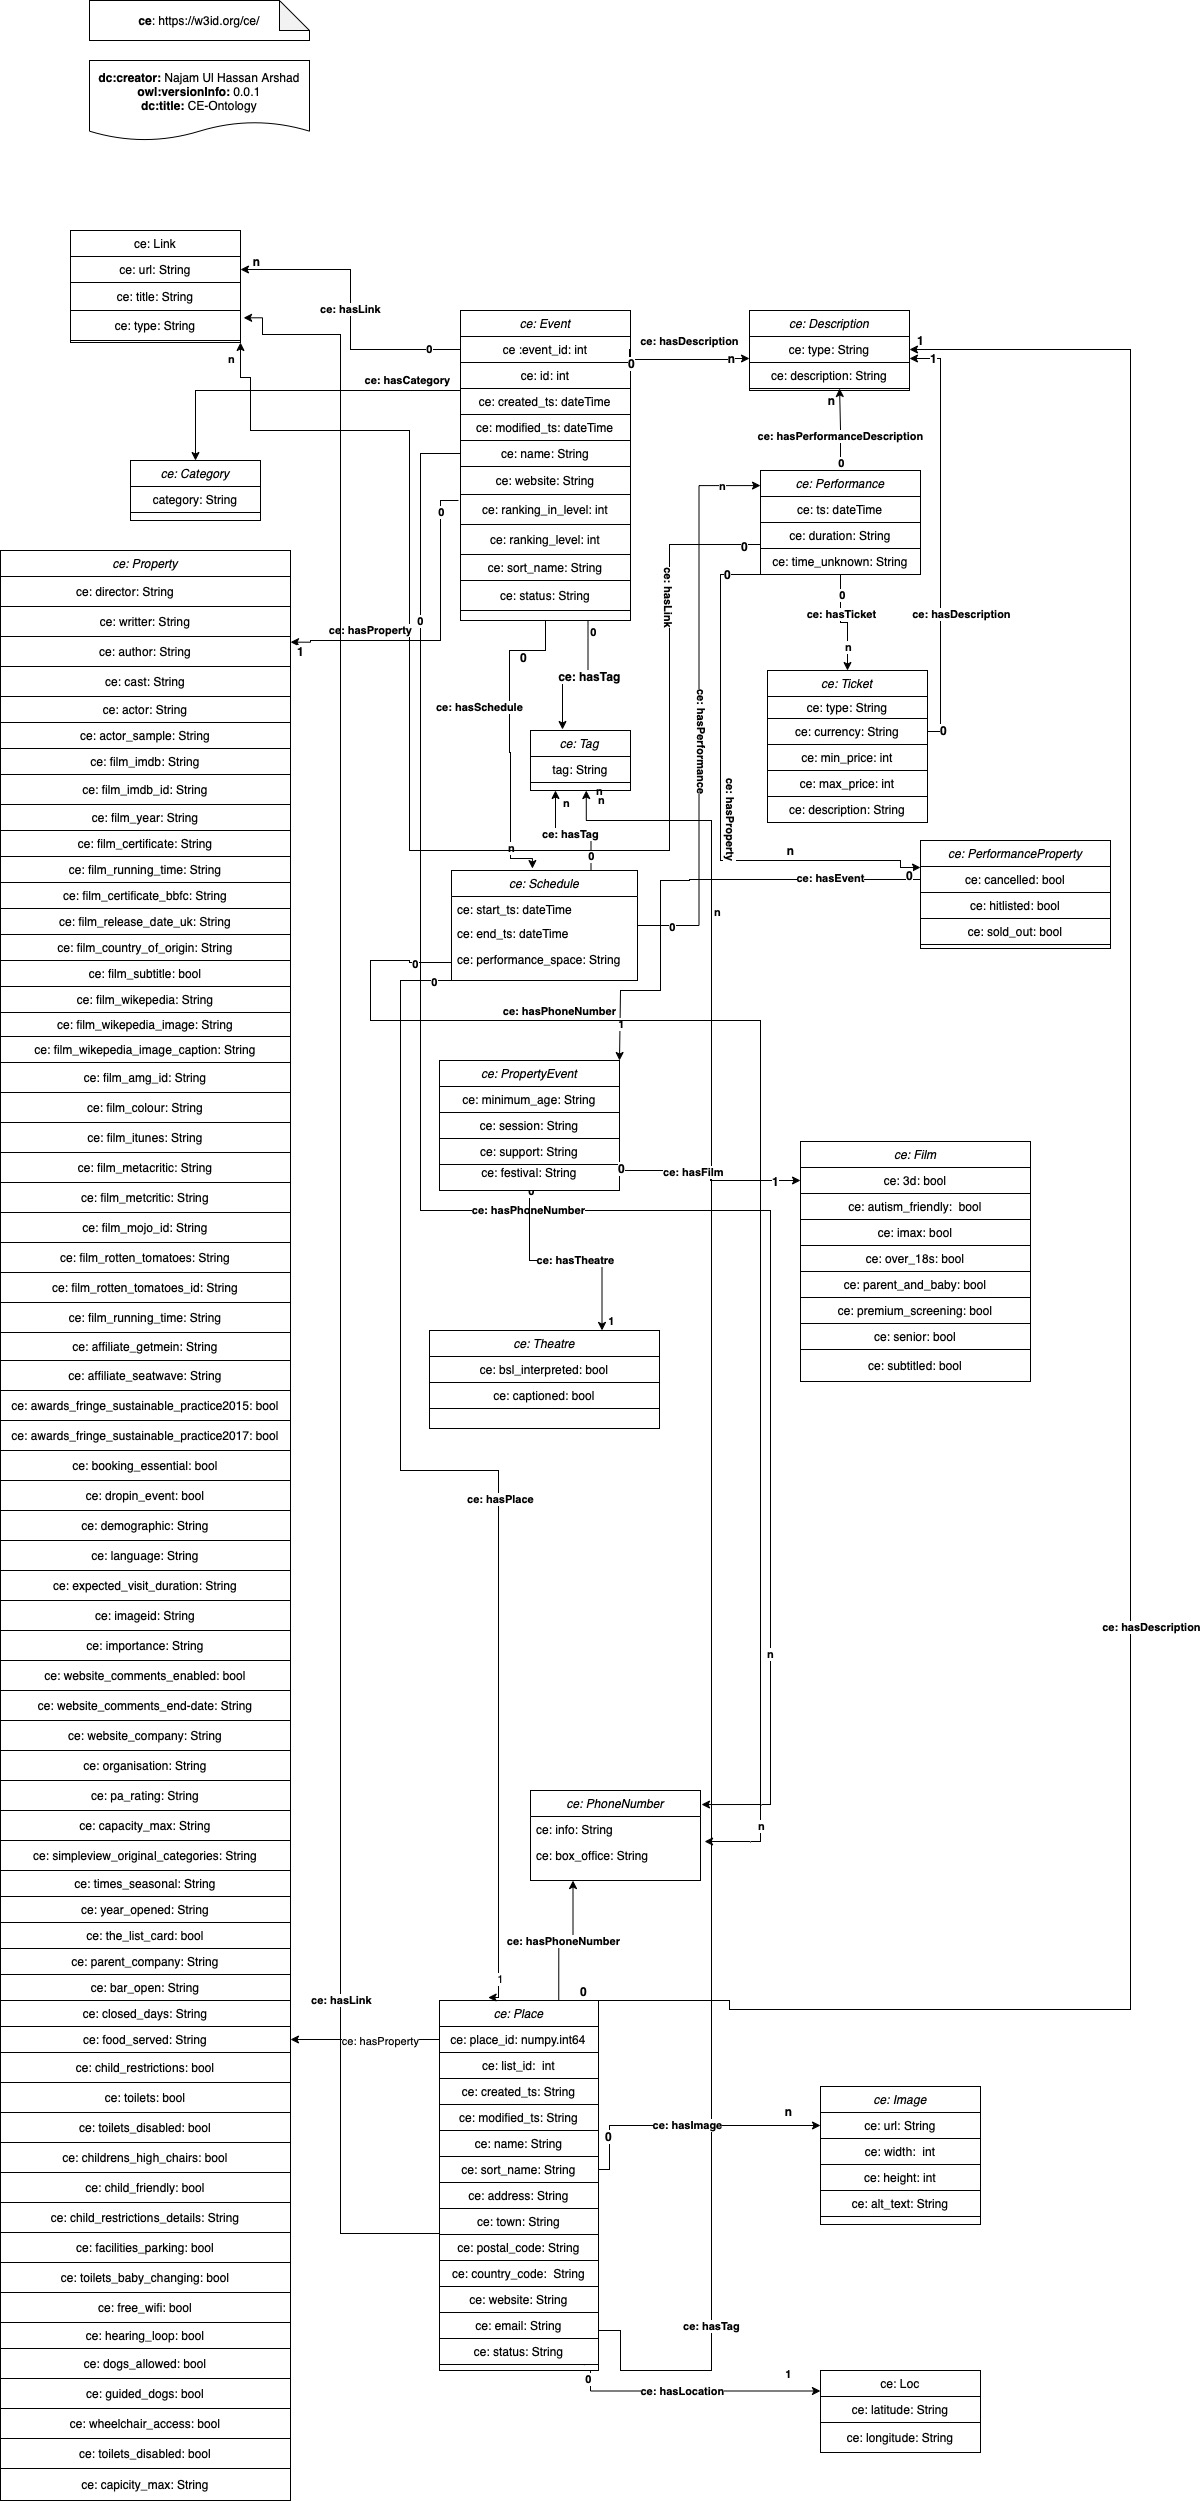 ce: https://w3id.org/ce/
dc:creator: Najam Ul Hassan Arshad
owl:versionInfo: 0.0.1
dc:title: CE-Ontology
ce: Link
ce: url: String
ce: title: String
ce: type: String
n
ce: hasLink
0
n
ce: Event
ce :event_id: int
ce: id: int
ce: created_ts: dateTime
ce: modified_ts: dateTime
ce: name: String
ce: website: String
ce: ranking_in_level: int
ce: ranking_level: int
ce: sort_name: String
ce: status: String
1
0
ce: hasDescription
n
ce: Description
ce: type: String
ce: description: String
1
1
n
ce: hasPerformanceDescription
0
ce: hasCategory
ce: Category
category: String
0
0
ce: hasProperty
1
ce: Performance
ce: ts: dateTime
ce: duration: String
ce: time_unknown: String
n
0
0
0
ce: hasTicket
n
ce: hasDescription
0
ce: hasLink
ce: Ticket
ce: type: String
ce: currency: String
ce: min_price: int
ce: max_price: int
ce: description: String
0
0
ce: hasTag
ce: hasSchedule
ce: Tag
tag: String
n
n
n
ce: hasTag
0
n
ce: hasPerformance
ce: hasProperty
n
0
ce: PerformanceProperty
ce: cancelled: bool
ce: hitlisted: bool
ce: sold_out: bool
ce: hasEvent
n
ce: Schedule
ce: start_ts: dateTime
ce: end_ts: dateTime
ce: performance_space: String
0
0
0
ce: hasPhoneNumber
1
ce: PropertyEvent
ce: minimum_age: String
ce: session: String
ce: support: String
ce: festival: String
0
ce: hasFilm
1
0
ce: hasPhoneNumber
ce: hasTheatre
1
ce: Film
ce: 3d: bool
ce: autism_friendly: bool
ce: imax: bool
ce: over_18s: bool
ce: parent_and_baby: bool
ce: premium_screening: bool
ce: senior: bool
ce: subtitled: bool
ce: Theatre
ce: bsl_interpreted: bool
ce: captioned: bool
ce: hasPlace
ce: hasDescription
n
ce: PhoneNumber
ce: info: String
ce: box_office: String
n
ce: hasPhoneNumber
1
0
ce: hasLink
ce: hasProperty
ce: Place
ce: place_id: numpy.int64
ce: list_id: int
ce: created_ts: String
ce: modified_ts: String
ce: name: String
ce: sort_name: String
ce: address: String
ce: town: String
ce: postal_code: String
ce: country_code: String
ce: website: String
ce: email: String
ce: status: String
0
ce: hasImage
n
ce: Image
ce: url: String
ce: width: int
ce: height: int
ce: alt_text: String
ce: hasTag
0
ce: hasLocation
1
ce: Loc
ce: latitude: String
ce: longitude: String
ce: Property
ce: director: String
ce: writter: String
ce: author: String
ce: cast: String
ce: actor: String
ce: actor_sample: String
ce: film_imdb: String
ce: film_imdb_id: String
ce: film_year: String
ce: film_certificate: String
ce: film_running_time: String
ce: film_certificate_bbfc: String
ce: film_release_date_uk: String
ce: film_country_of_origin: String
ce: film_subtitle: bool
ce: film_wikepedia: String
ce: film_wikepedia_image: String
ce: film_wikepedia_image_caption: String
ce: film_amg_id: String
ce: film_colour: String
ce: film_itunes: String
ce: film_metacritic: String
ce: film_metcritic: String
ce: film_mojo_id: String
ce: film_rotten_tomatoes: String
ce: film_rotten_tomatoes_id: String
ce: film_running_time: String
ce: affiliate_getmein: String
ce: affiliate_seatwave: String
ce: awards_fringe_sustainable_practice2015: bool
ce: awards_fringe_sustainable_practice2017: bool
ce: booking_essential: bool
ce: dropin_event: bool
ce: demographic: String
ce: language: String
ce: expected_visit_duration: String
ce: imageid: String
ce: importance: String
ce: website_comments_enabled: bool
ce: website_comments_end-date: String
ce: website_company: String
ce: organisation: String
ce: pa_rating: String
ce: capacity_max: String
ce: simpleview_original_categories: String
ce: times_seasonal: String
ce: year_opened: String
ce: the_list_card: bool
ce: parent_company: String
ce: bar_open: String
ce: closed_days: String
ce: food_served: String
ce: child_restrictions: bool
ce: toilets: bool
ce: toilets_disabled: bool
ce: childrens_high_chairs: bool
ce: child_friendly: bool
ce: child_restrictions_details: String
ce: facilities_parking: bool
ce: toilets_baby_changing: bool
ce: free_wifi: bool
ce: hearing_loop: bool
ce: dogs_allowed: bool
ce: guided_dogs: bool
ce: wheelchair_access: bool
ce: toilets_disabled: bool
ce: capicity_max: String